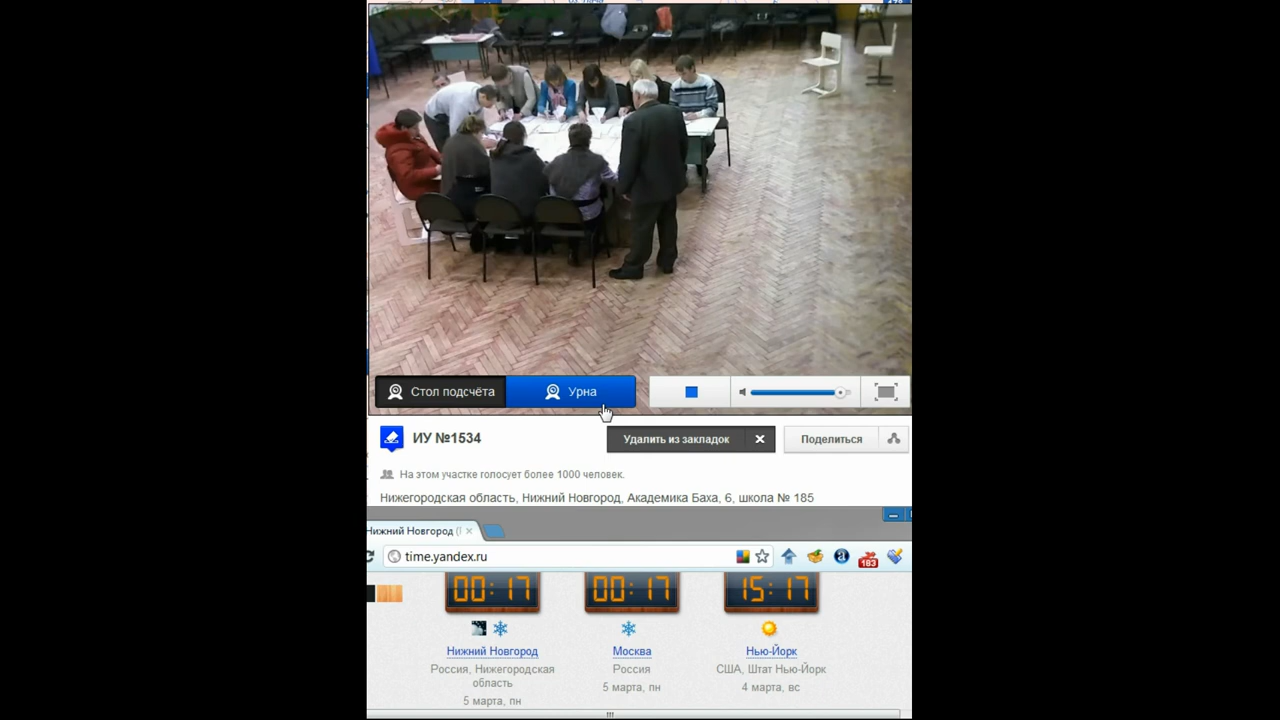 Стол подсчёта
Урна
ИУ №1534
Удалить из закладок
Поделиться
На этом участке голосует более 1000 человек.
Нижегородская область, Нижний Новгород, Академика Баха, 6, школа № 185
Нижний Новгород (
time.yandex.ru
183
00:17
00:17
15:17
Нижний Новгород
Москва
Нью-Йорк
Россия, Нижегородская
область
Россия
США, Штат Нью-Йорк
5 марта, пн
5 марта, пн
4 марта, вс